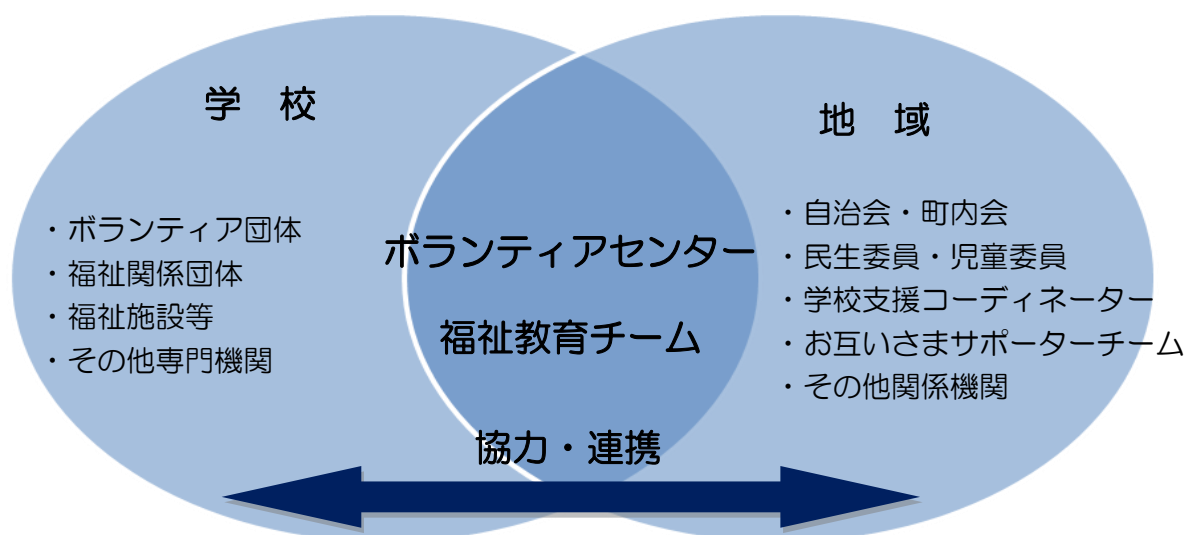 学　校
・ボランティア団体
・福祉関係団体
・福祉施設等
・その他専門機関
ボランティアセンター
福祉教育チーム
協力・連携
地　域
・自治会・町内会
・民生委員・児童委員
・学校支援コーディネーター
・お互いさまサポーターチーム
・その他関係機関